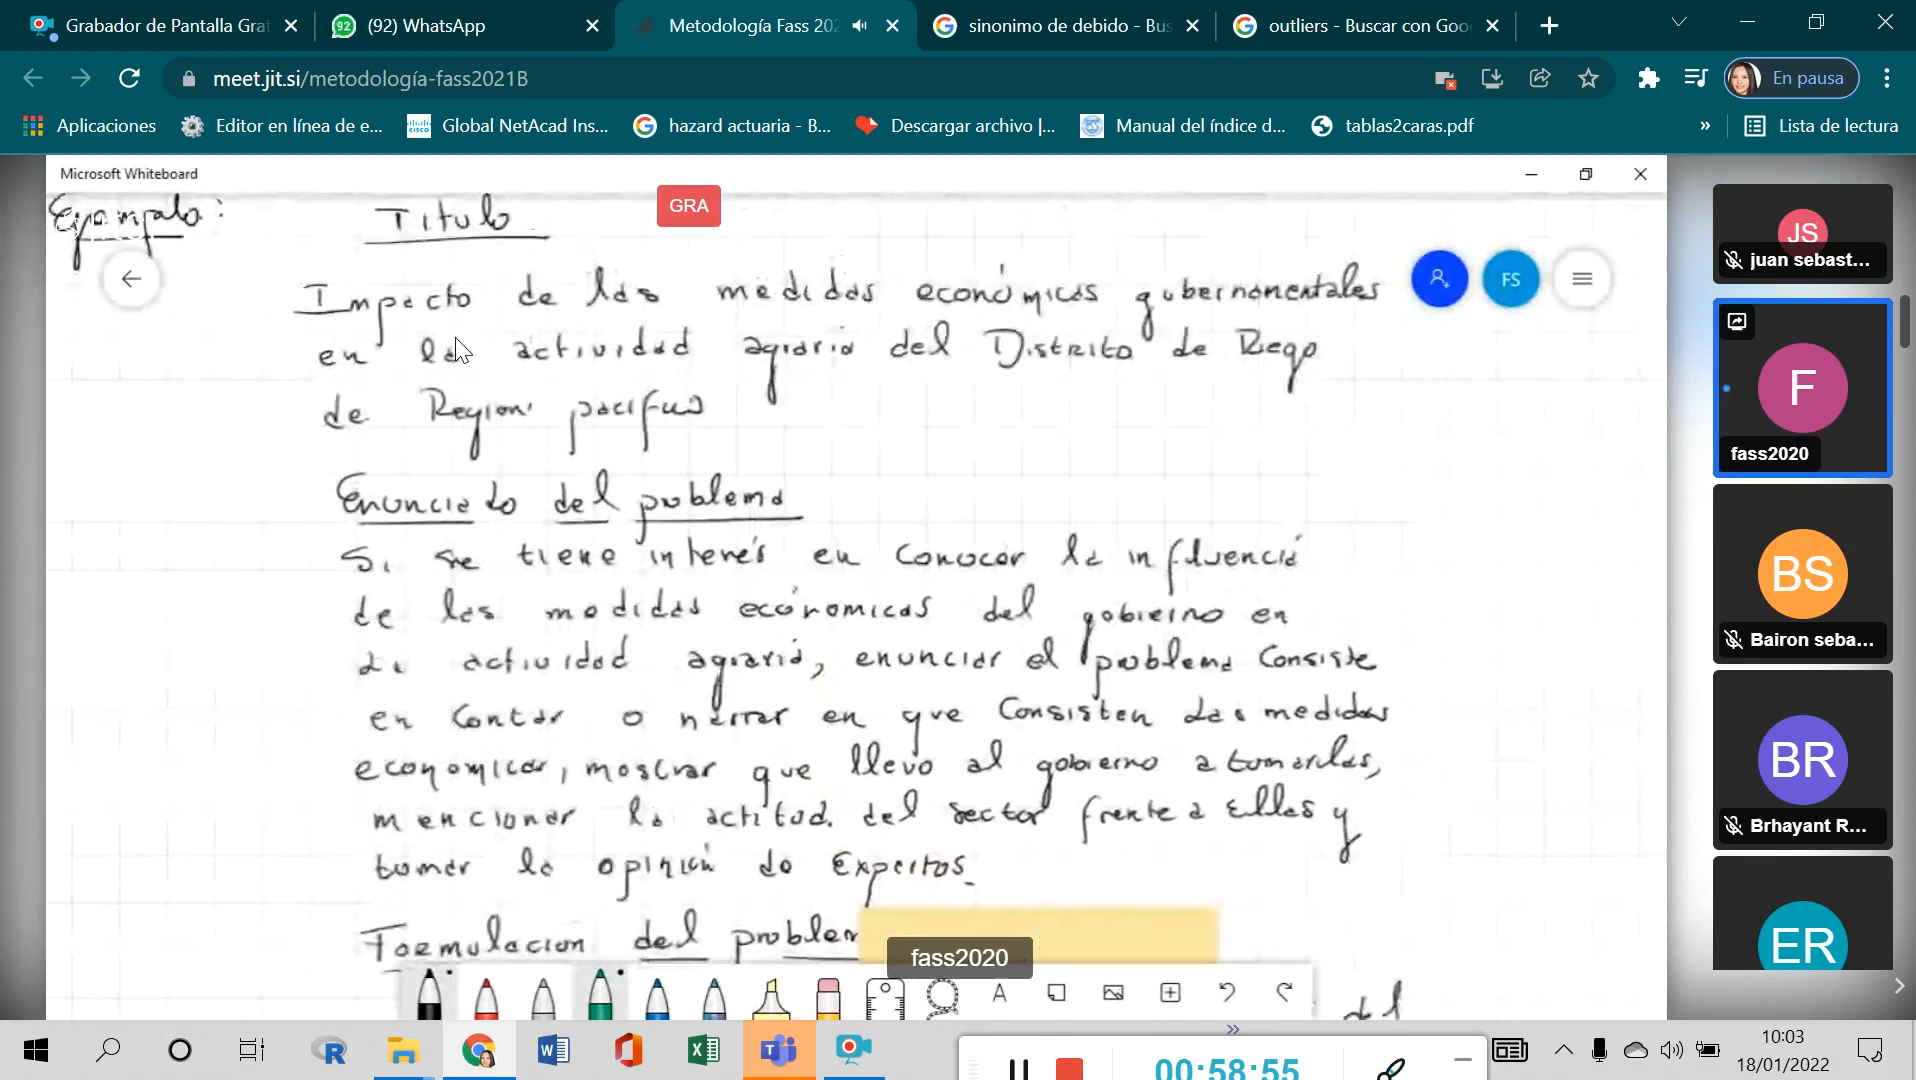 Grabador de Pantalla Grat
(92) WhatsApp
Metodología Fass 202
sinonimo de debido - Bus
outliers - Buscar con Goog
meet.jit.si/metodología-fass2021B
En pausa
Aplicaciones
Editor en línea de e...
Global NetAcad Ins...
hazard actuaria - B...
Descargar archivo |...
Manual del índice d...
tablas2caras.pdf
»
Lista de lectura
Microsoft Whiteboard
GRA
Ejemplo:
Titulo
Impacto de las medidas económicas gubernamentales
en la actividad agraria del Distrito de Riego
de Region pacifico
Enunciado del problema
Si se tiene interés en conocer la influencia
de las medidas económicas del gobierno en
la actividad agraria, enunciar el problema Consiste
en Contar o narrar en que Consisten las medidas
economicas, mostrar que llevo al gobierno a tomarlas,
mencionar la actitud del sector frente a Ellas y
tomar la opinión de Expertos.
Formulacion del problem
del
FS
JS
juan sebast...
F
fass2020
BS
Bairon seba...
BR
Brhayant R...
ER
fass2020
00:58:55
10:03
18/01/2022